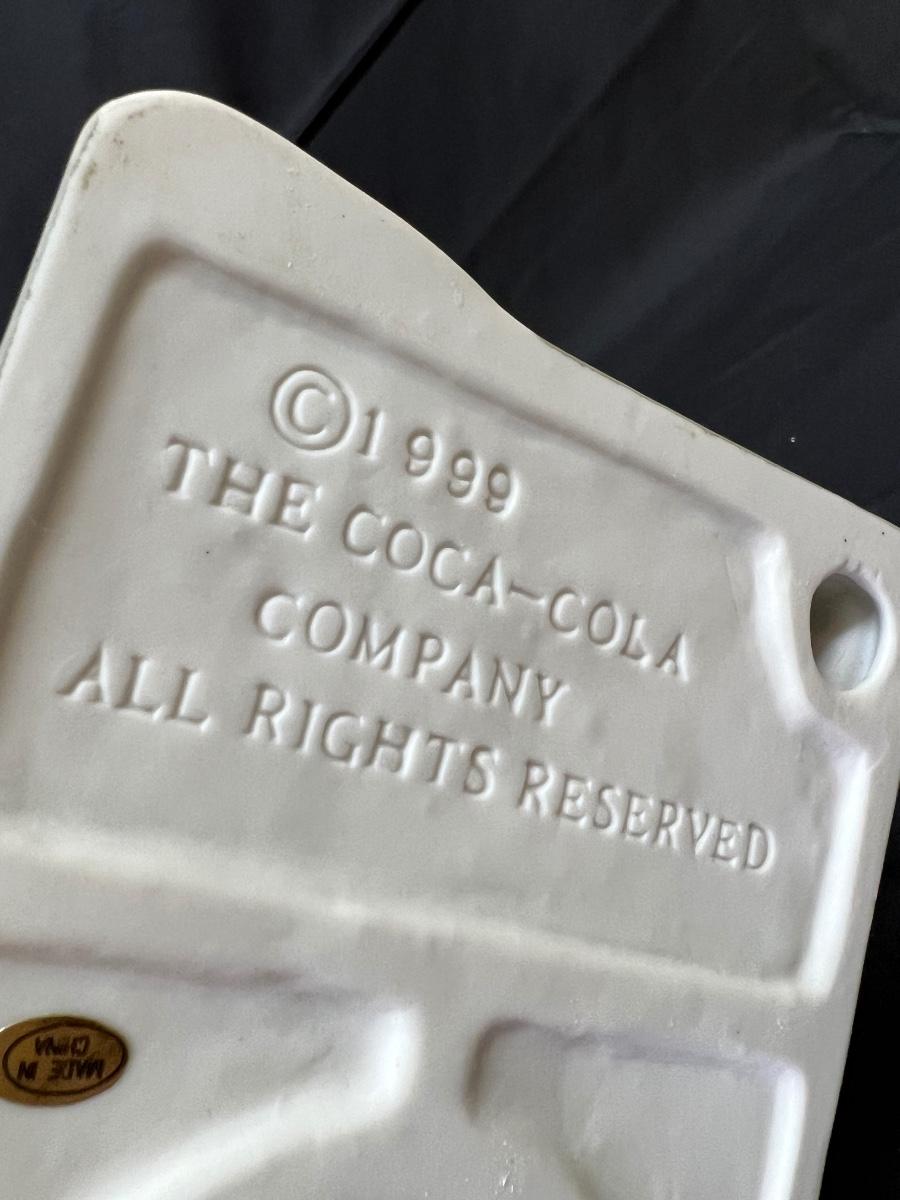 ©1999
THE COCA-COLA
COMPANY
ALL RIGHTS RESERVED
MADE IN
CHINA